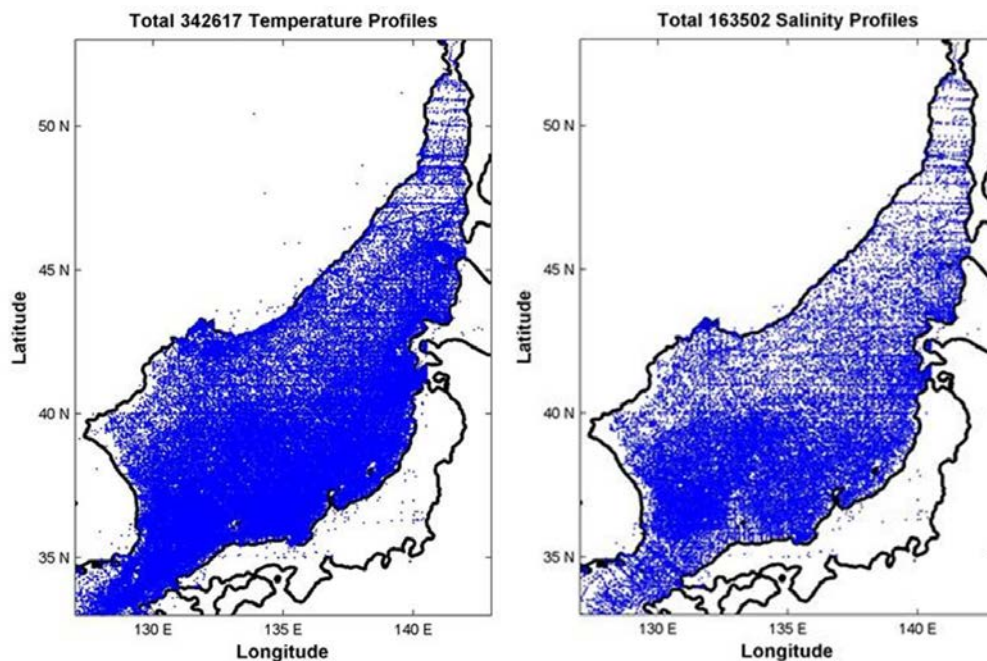 Total 342617 Temperature Profiles
Total 163502 Salinity Profiles
50 N
45 N
40 N
35 N
Latitude
130 E
135 E
140 E
Longitude
50 N
45 N
40 N
35 N
Latitude
130 E
135 E
140 E
Longitude